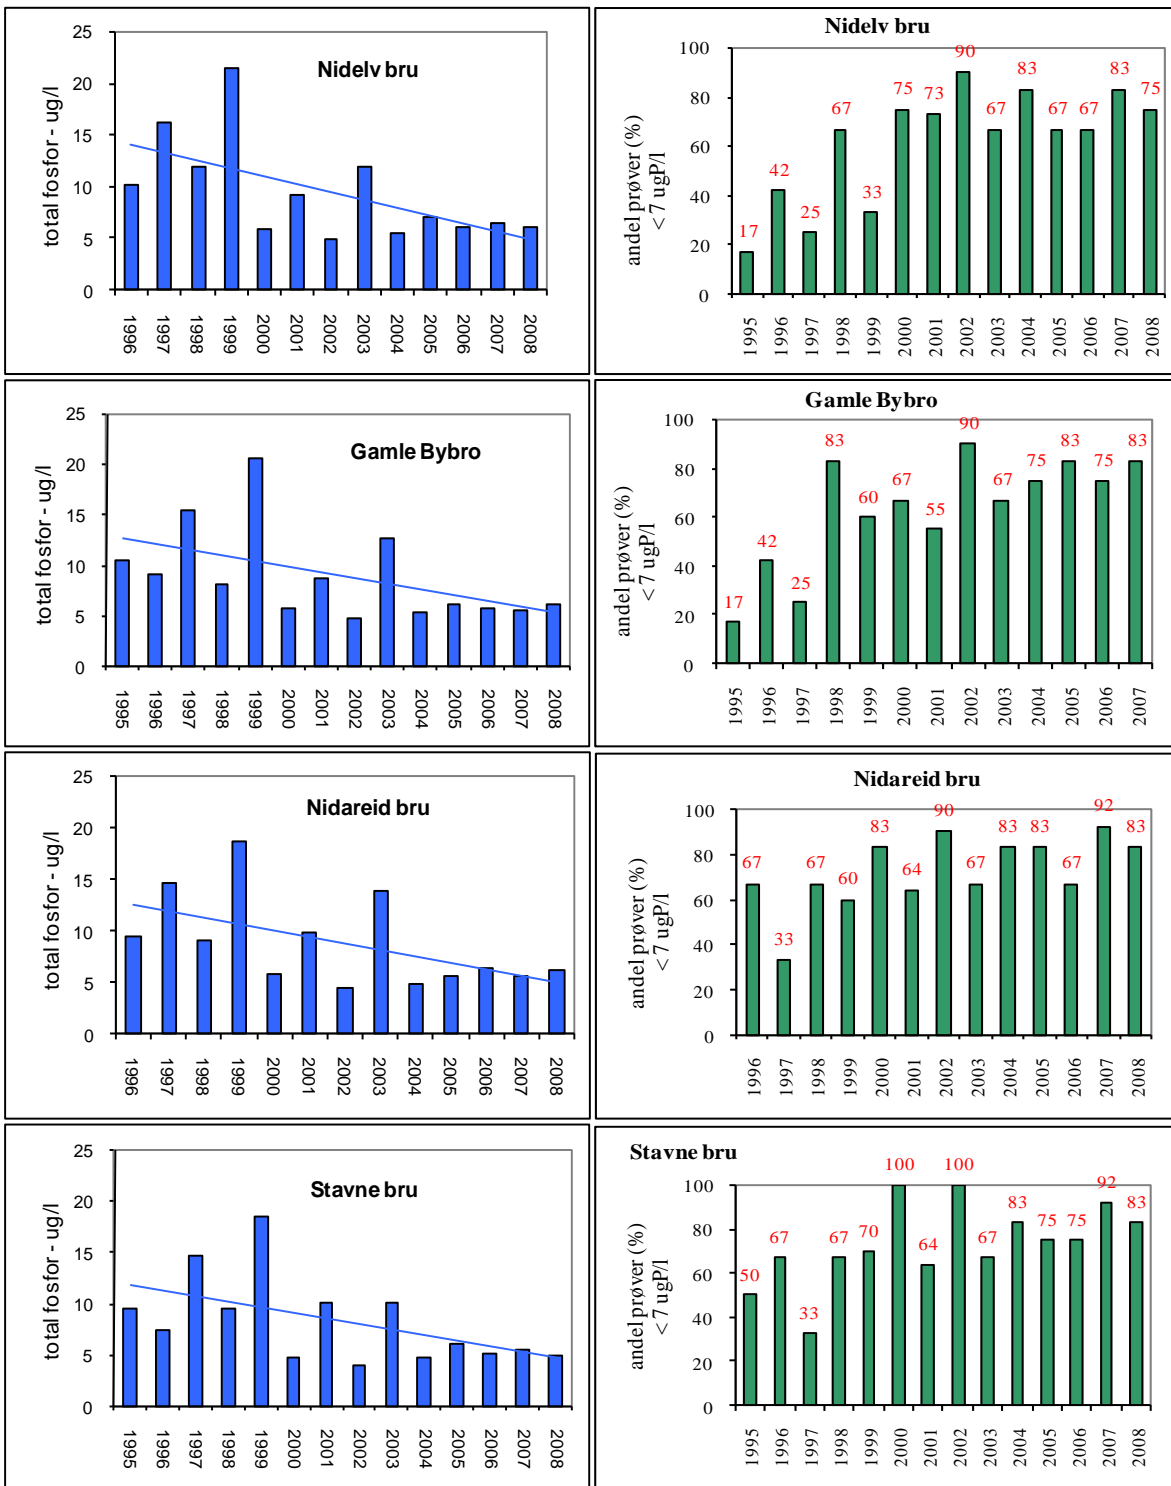 Nidelv bru
total fosfor - ug/l
25
20
15
10
5
0
1996 1997 1998 1999 2000 2001 2002 2003 2004 2005 2006 2007 2008
Nidelv bru
andel prøver (%)
< 7 ugP/l
100
80
60
40
20
0
17 42 25 67 33 75 73 90 67 83 67 67 83 75
1995 1996 1997 1998 1999 2000 2001 2002 2003 2004 2005 2006 2007 2008
Gamle Bybro
total fosfor - ug/l
25
20
15
10
5
0
1995 1996 1997 1998 1999 2000 2001 2002 2003 2004 2005 2006 2007 2008
Gamle Bybro
andel prøver (%)
< 7 ugP/l
100
80
60
40
20
0
17 42 25 83 60 67 55 90 67 75 83 75 83
1995 1996 1997 1998 1999 2000 2001 2002 2003 2004 2005 2006 2007
Nidareid bru
total fosfor - ug/l
25
20
15
10
5
0
1996 1997 1998 1999 2000 2001 2002 2003 2004 2005 2006 2007 2008
Nidareid bru
andel prøver (%)
< 7 ugP/l
100
80
60
40
20
0
67 33 67 60 83 64 90 67 83 83 67 92 83
1996 1997 1998 1999 2000 2001 2002 2003 2004 2005 2006 2007 2008
Stavne bru
total fosfor - ug/l
25
20
15
10
5
0
1995 1996 1997 1998 1999 2000 2001 2002 2003 2004 2005 2006 2007 2008
Stavne bru
andel prøver (%)
< 7 ugP/l
100
80
60
40
20
0
50 67 33 67 70 100 64 100 67 83 75 75 92 83
1995 1996 1997 1998 1999 2000 2001 2002 2003 2004 2005 2006 2007 2008